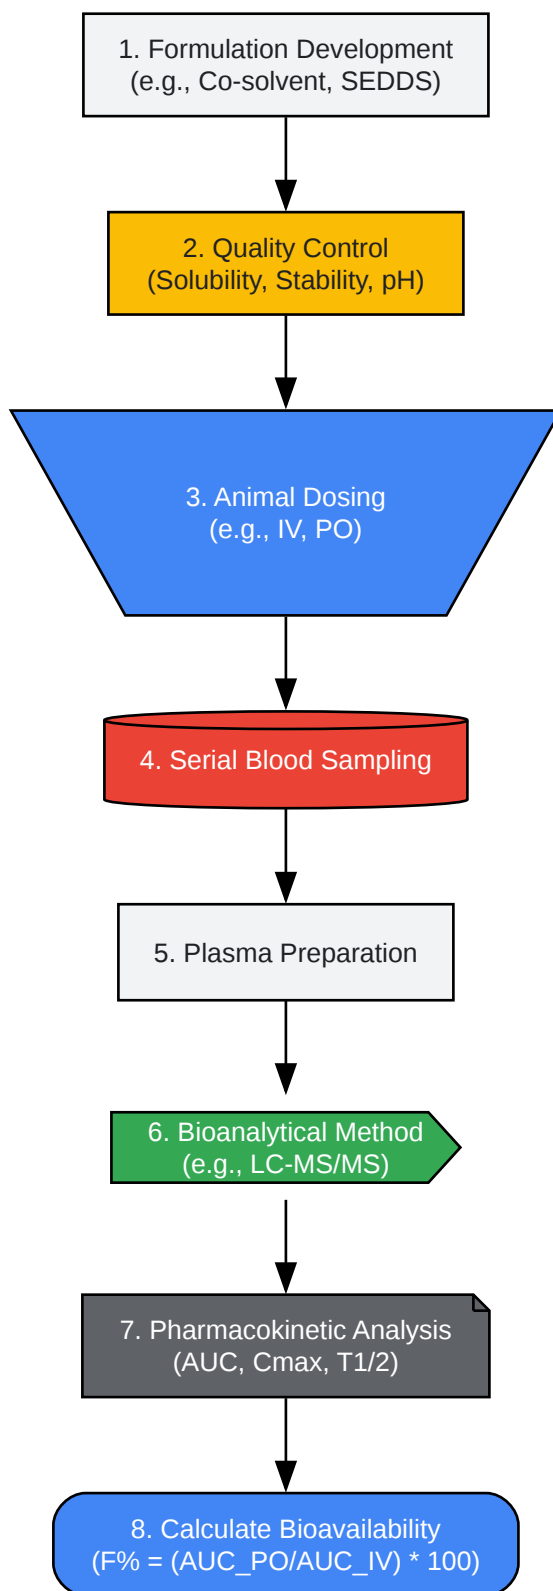 1. Formulation Development
(e.g., Co-solvent, SEDDS)
2. Quality Control
(Solubility, Stability, pH)
3. Animal Dosing
(e.g., IV, PO)
4. Serial Blood Sampling
5. Plasma Preparation
6. Bioanalytical Method
(e.g., LC-MS/MS)
7. Pharmacokinetic Analysis
(AUC, Cmax, T1/2)
8. Calculate Bioavailability
(F% = (AUC_PO/AUC_IV) * 100)